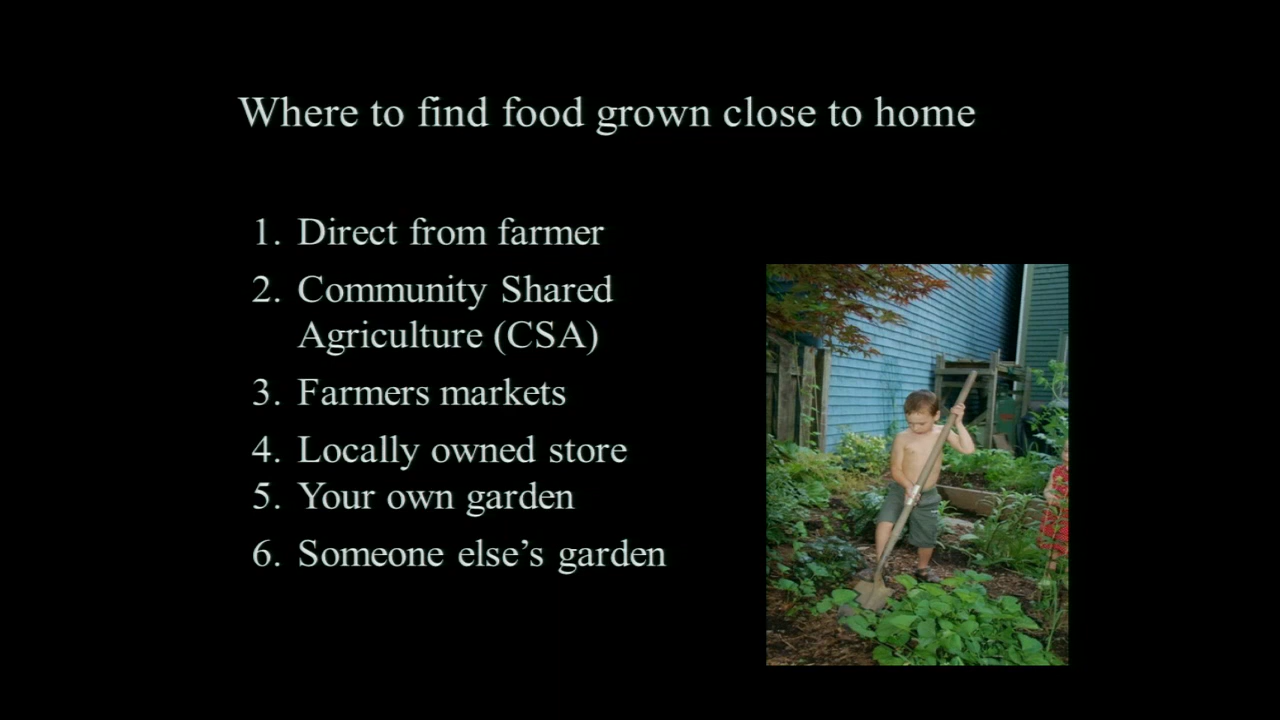 Where to find food grown close to home
1. Direct from farmer
2. Community Shared
Agriculture (CSA)
3. Farmers markets
4. Locally owned store
5. Your own garden
6. Someone else’s garden